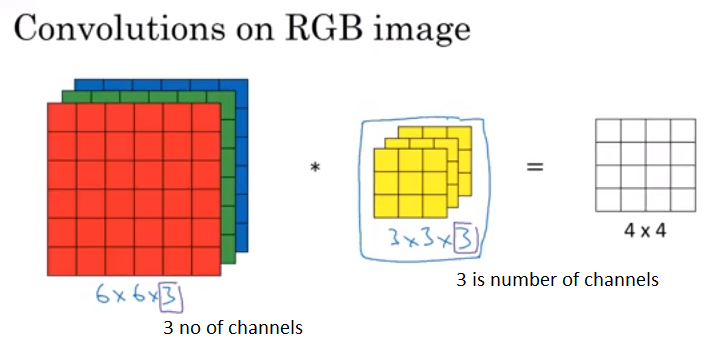 Convolutions on RGB image
*
=
4 x 4
3x3x3
3 is number of channels
6x6x3
3 no of channels